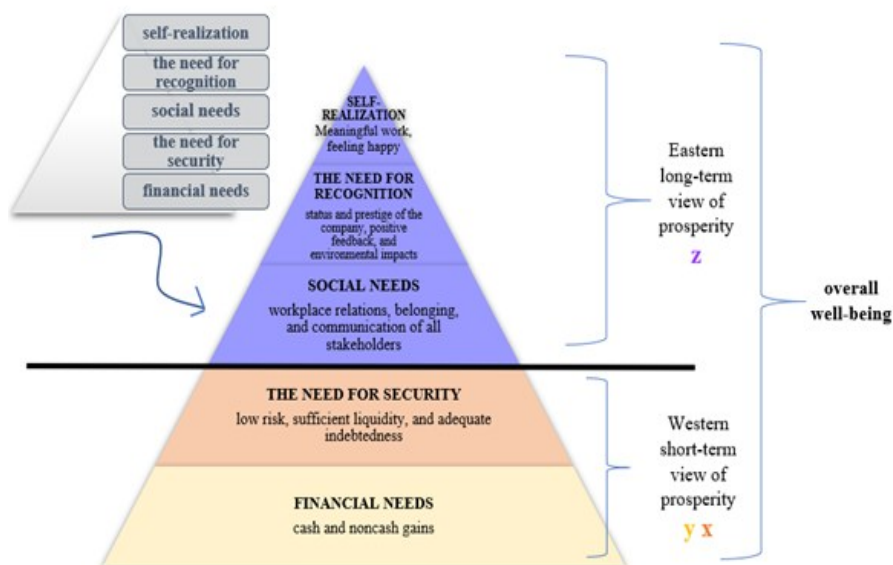 self-realization
the need for
recognition
social needs
the need for
security
financial needs
SELF-
REALIZATION
Meaningful work,
feeling happy
THE NEED FOR
RECOGNITION
status and prestige of the
company, positive
feedback, and
environmental impacts
SOCIAL NEEDS
workplace relations, belonging,
and communication of all
stakeholders
THE NEED FOR SECURITY
low risk, sufficient liquidity, and adequate
indebtedness
FINANCIAL NEEDS
cash and noncash gains
Eastern
long-term
view of
prosperity
z
Western
short-term
view of
prosperity
y x
overall
well-being